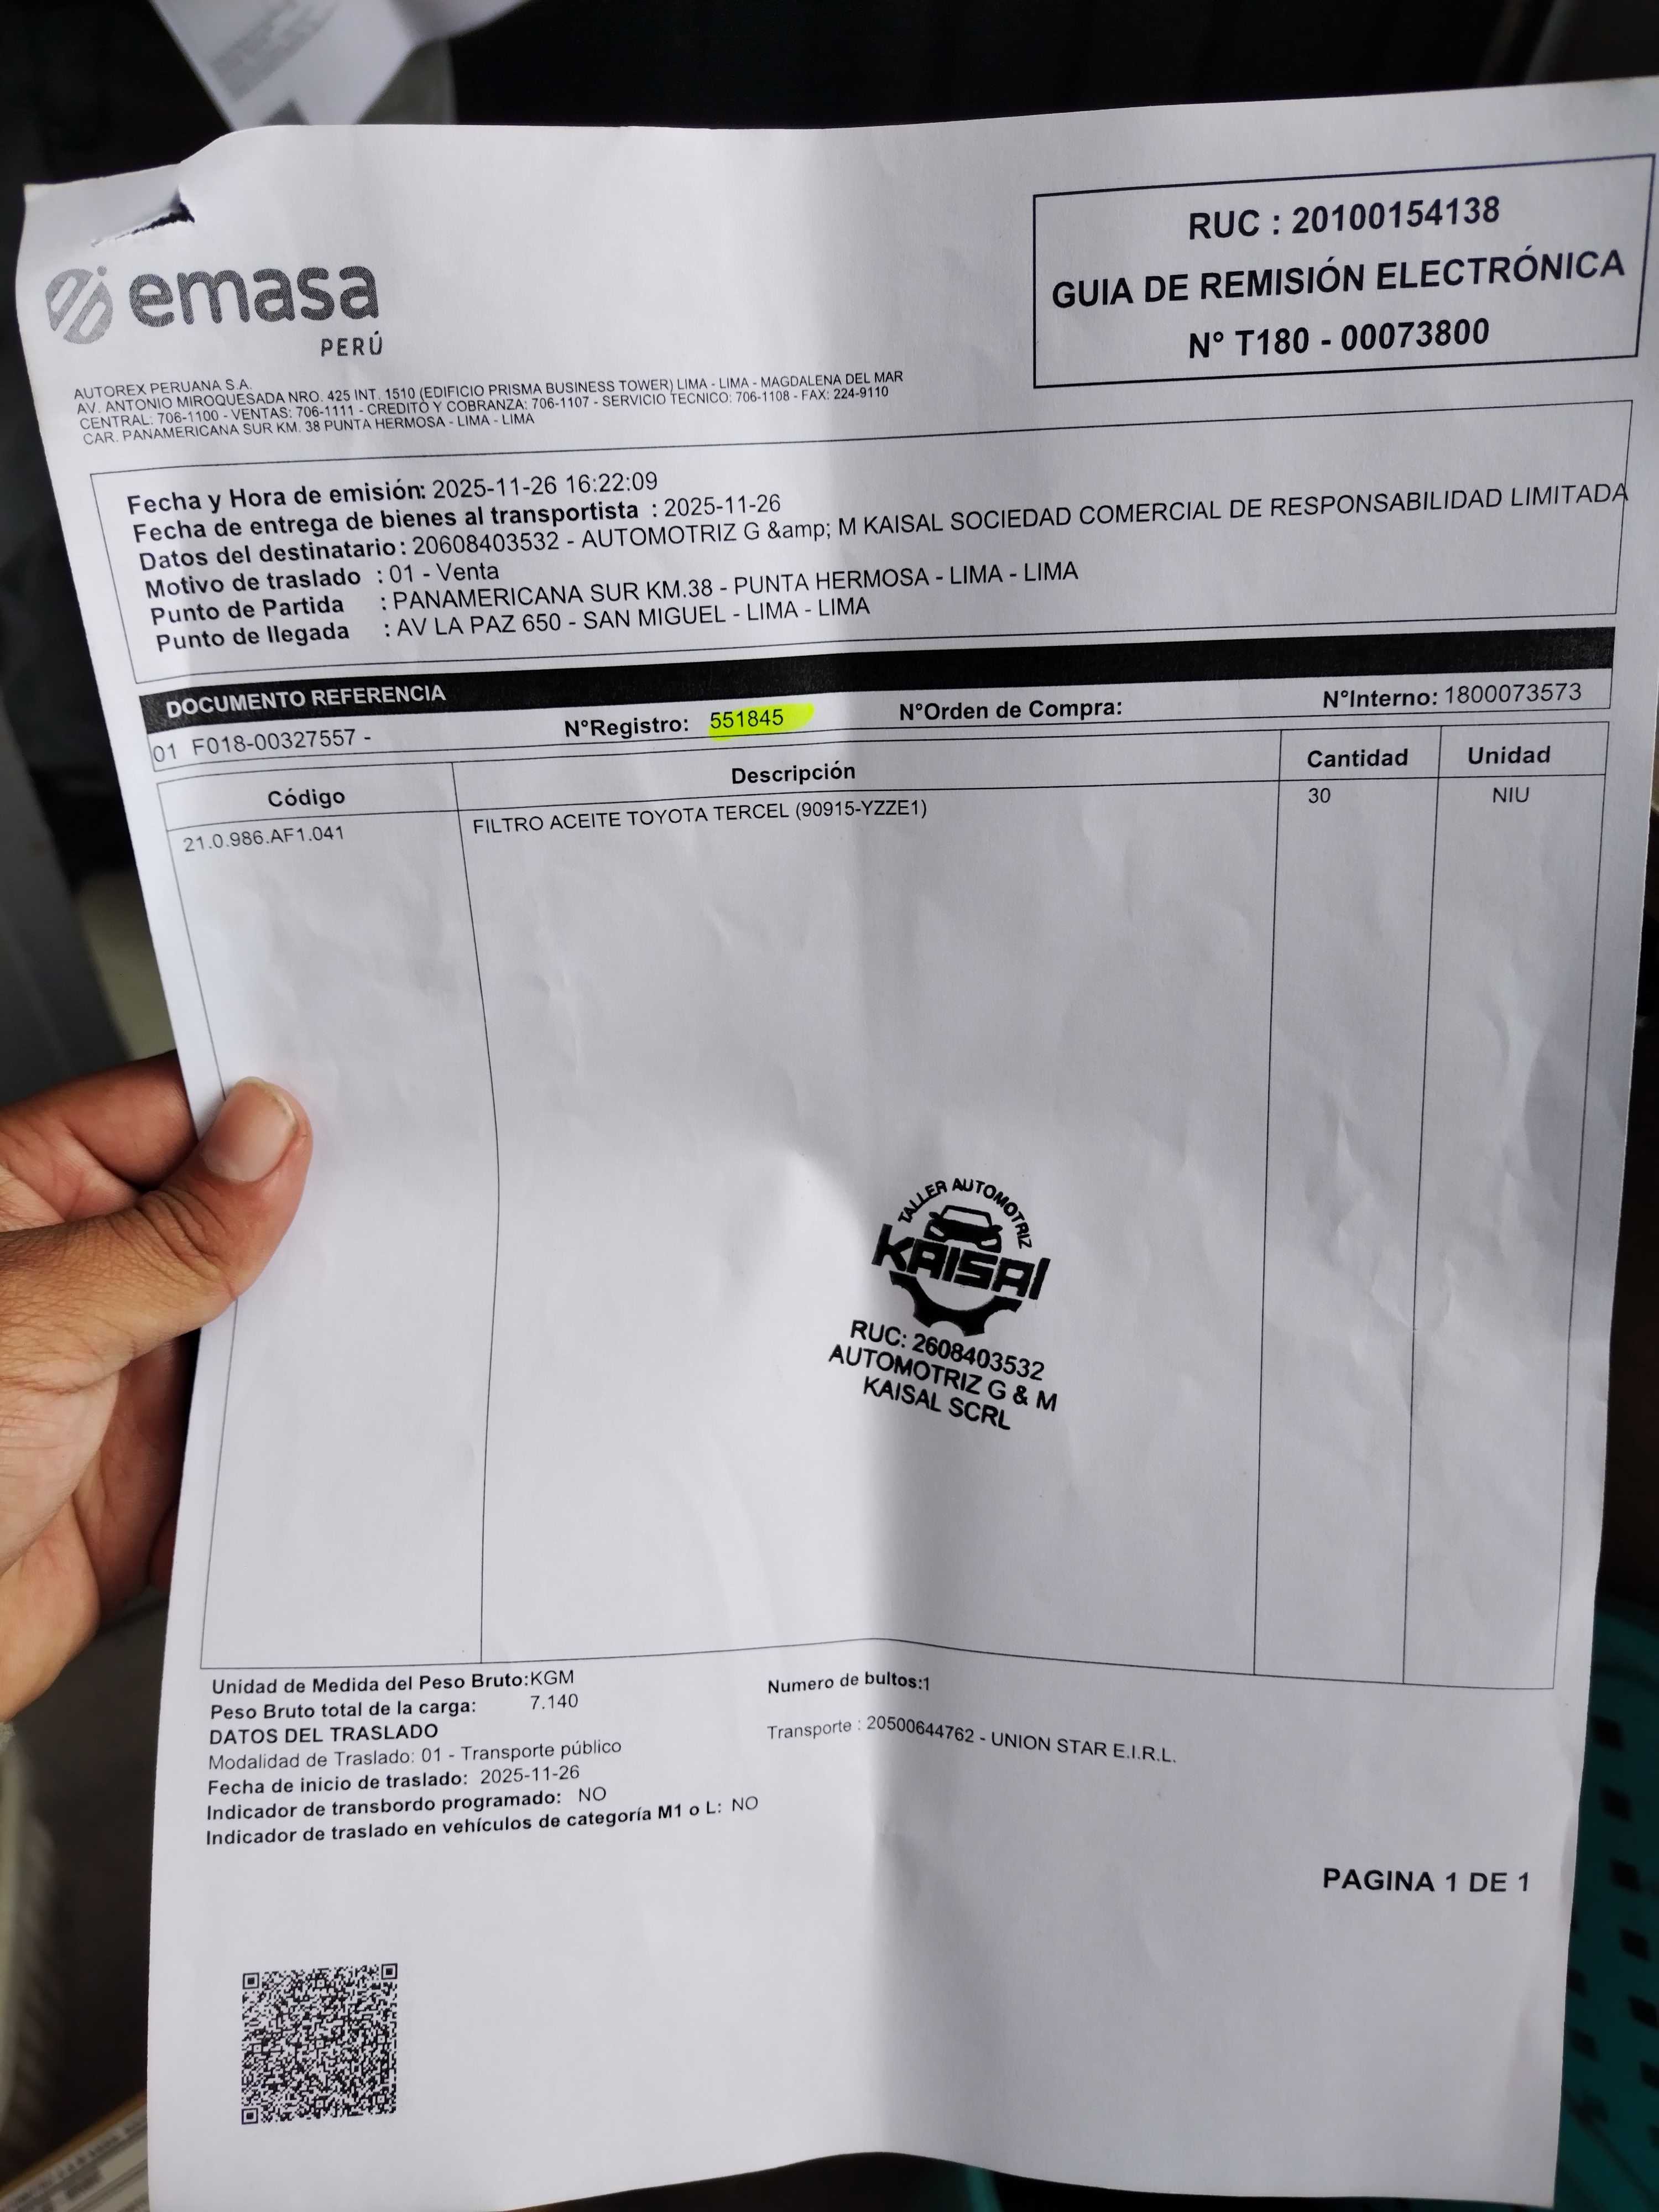 emasa
PERÚ
RUC : 20100154138
GUIA DE REMISIÓN ELECTRÓNICA
N° T180 - 00073800
AUTOREX PERUANA S.A.
AV. ANTONIO MIROQUESADA NRO. 425 INT. 1510 (EDIFICIO PRISMA BUSINESS TOWER) LIMA - LIMA - MAGDALENA DEL MAR
CENTRAL: 706-1100 - VENTAS: 706-1111 - CREDITO Y COBRANZA: 706-1107 - SERVICIO TECNICO: 706-1108 - FAX: 224-9110
CAR. PANAMERICANA SUR KM. 38 PUNTA HERMOSA - LIMA - LIMA
Fecha y Hora de emisión: 2025-11-26 16:22:09
Fecha de entrega de bienes al transportista : 2025-11-26
Datos del destinatario: 20608403532 - AUTOMOTRIZ G &amp; M KAISAL SOCIEDAD COMERCIAL DE RESPONSABILIDAD LIMITADA
Motivo de traslado : 01 - Venta
Punto de Partida : PANAMERICANA SUR KM.38 - PUNTA HERMOSA - LIMA - LIMA
Punto de llegada : AV LA PAZ 650 - SAN MIGUEL - LIMA - LIMA
DOCUMENTO REFERENCIA
01 F018-00327557 - N°Registro: 551845 N°Orden de Compra: N°Interno: 1800073573
Código Descripción Cantidad Unidad
21.0.986.AF1.041 FILTRO ACEITE TOYOTA TERCEL (90915-YZZE1) 30 NIU
TALLER AUTOMOTRIZ
KAISAL
RUC: 2608403532
AUTOMOTRIZ G & M
KAISAL SCRL
Unidad de Medida del Peso Bruto:KGM Numero de bultos:1
Peso Bruto total de la carga: 7.140
DATOS DEL TRASLADO Transporte : 20500644762 - UNION STAR E.I.R.L.
Modalidad de Traslado: 01 - Transporte público
Fecha de inicio de traslado: 2025-11-26
Indicador de transbordo programado: NO
Indicador de traslado en vehículos de categoría M1 o L: NO
PAGINA 1 DE 1